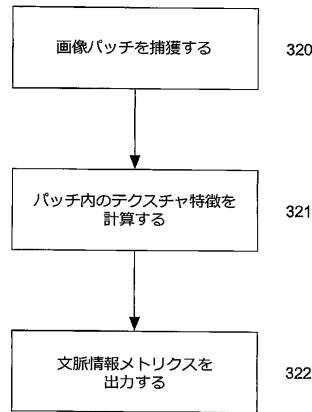 画像パッチを捕獲する
320
パッチ内のテクスチャ特徴を
計算する
321
文脈情報メトリクスを
出力する
322